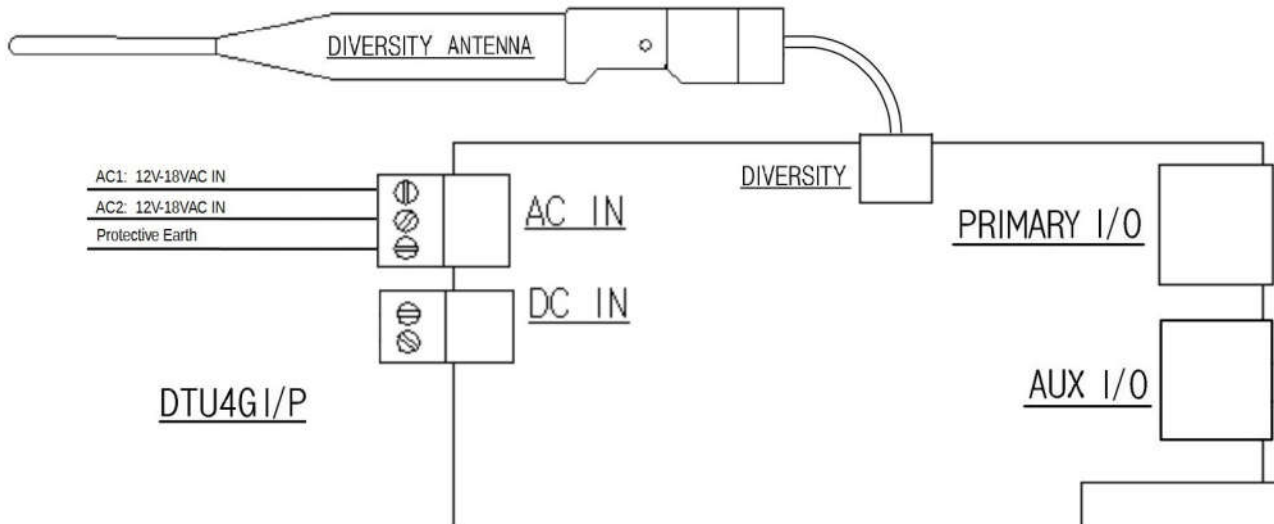 DIVERSITY ANTENNA
AC1: 12V-18VAC IN
AC2: 12V-18VAC IN
Protective Earth
AC IN
DIVERSITY
PRIMARY I/O
DC IN
AUX I/O
DTU4GI/P